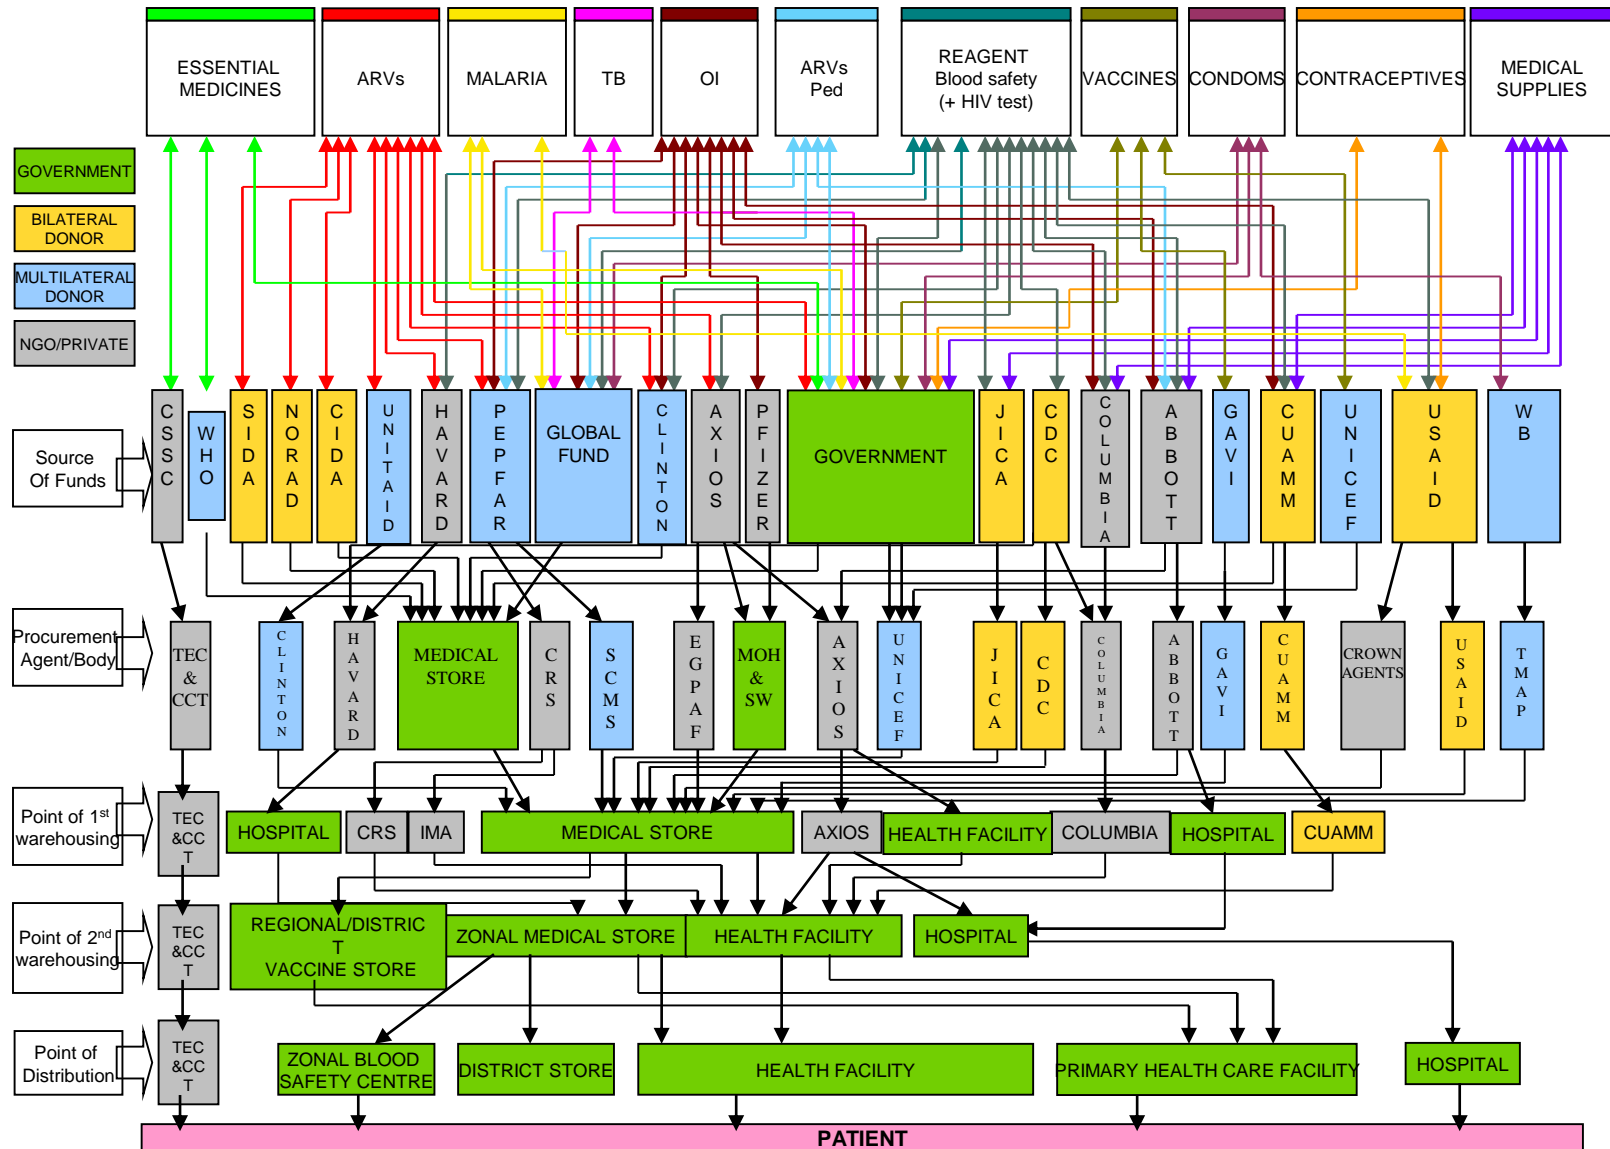 ESSENTIAL
MEDICINES
ARVs
MALARIA
TB
OI
ARVs
Ped
REAGENT
Blood safety
(+ HIV test)
VACCINES
CONDOMS
CONTRACEPTIVES
MEDICAL
SUPPLIES
GOVERNMENT
BILATERAL
DONOR
MULTILATERAL
DONOR
NGO/PRIVATE
Source
Of Funds
CSSC
WHO
SIDA
NORAD
CIDA
UNITAID
HAVARD
PEPFAR
GLOBAL
FUND
CLINTON
AXIOS
PFIZER
GOVERNMENT
JICA
CDC
COLUMBIA
ABBOTT
GAVI
CUAMM
UNICEF
USAID
WB
Procurement
Agent/Body
TEC
&
CCT
CLINTON
HAVARD
MEDICAL
STORE
CRS
SCMS
EGPAF
MOH
&
SW
AXIOS
UNICEF
JICA
CDC
COLUMBIA
ABBOTT
GAVI
CUAMM
CROWN
AGENTS
USAID
TMAP
Point of 1st
warehousing
TEC
&CC
T
HOSPITAL
CRS
IMA
MEDICAL STORE
AXIOS
HEALTH FACILITY
COLUMBIA
HOSPITAL
CUAMM
Point of 2nd
warehousing
TEC
&CC
T
REGIONAL/DISTRIC
T
VACCINE STORE
ZONAL MEDICAL STORE
HEALTH FACILITY
HOSPITAL
Point of
Distribution
TEC
&CC
T
ZONAL BLOOD
SAFETY CENTRE
DISTRICT STORE
HEALTH FACILITY
PRIMARY HEALTH CARE FACILITY
HOSPITAL
PATIENT